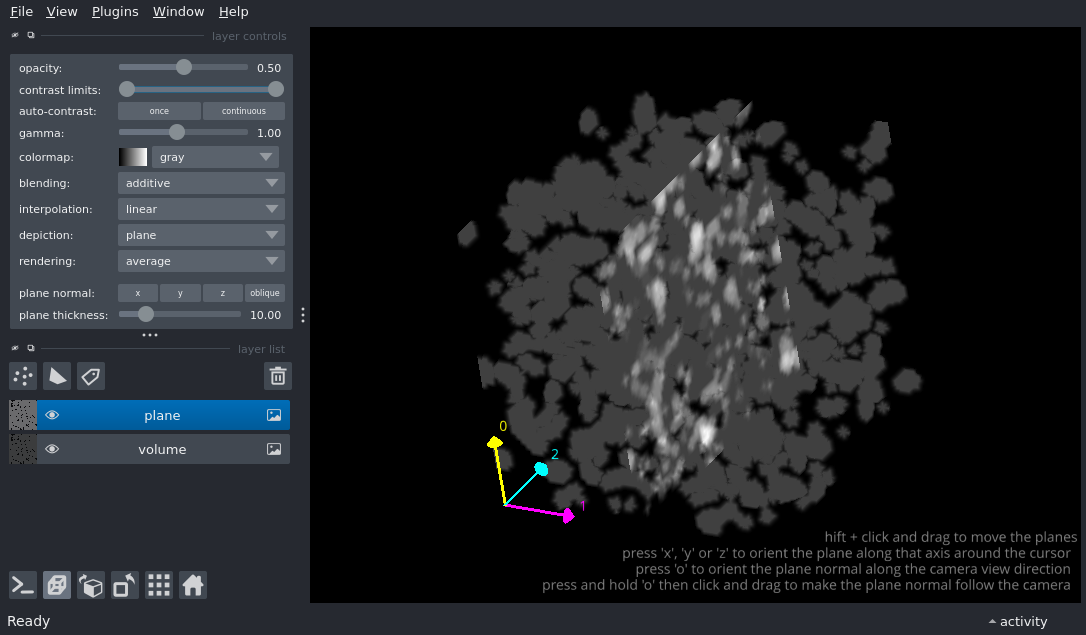 File View Plugins Window Help
layer controls
opacity: 0.50
contrast limits:
auto-contrast: once continuous
gamma: 1.00
colormap: gray
blending: additive
interpolation: linear
depiction: plane
rendering: average
plane normal: x y z oblique
plane thickness: 10.00
layer list
plane
volume
0
2
1
hift + click and drag to move the planes
press 'x', 'y' or 'z' to orient the plane along that axis around the cursor
press 'o' to orient the plane normal along the camera view direction
press and hold 'o' then click and drag to make the plane normal follow the camera
Ready
activity